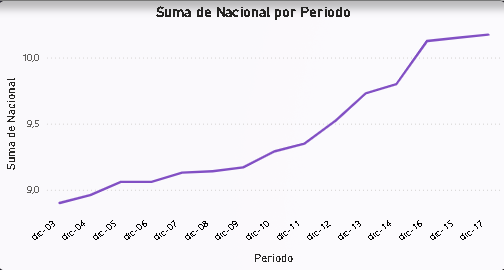 Suma de Nacional por Periodo
Suma de Nacional
10,0
9,5
9,0
dic-03 dic-04 dic-05 dic-06 dic-07 dic-08 dic-09 dic-10 dic-11 dic-12 dic-13 dic-14 dic-16 dic-15 dic-17
Periodo